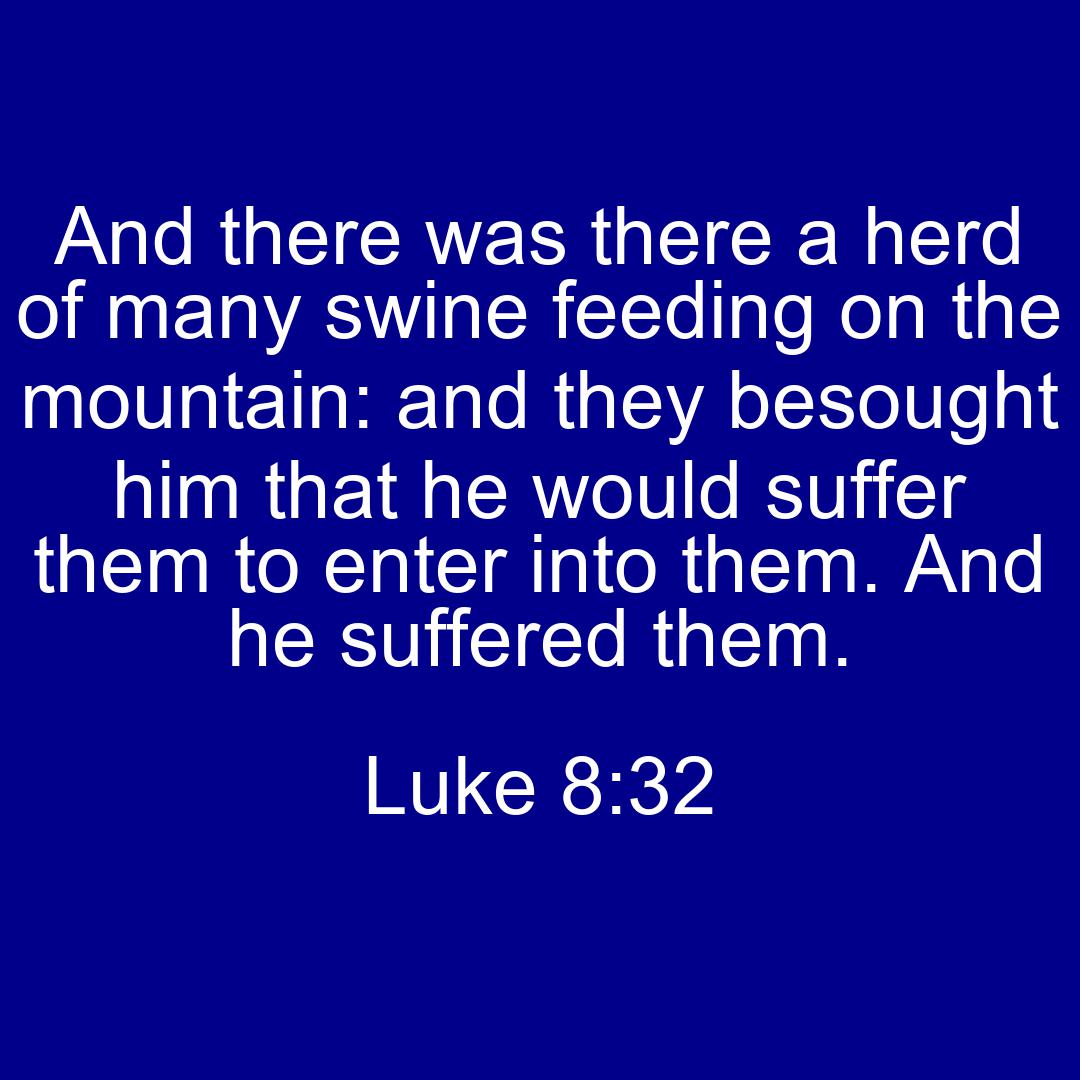 And there was there a herd
of many swine feeding on the
mountain: and they besought
him that he would suffer
them to enter into them. And
he suffered them.
Luke 8:32